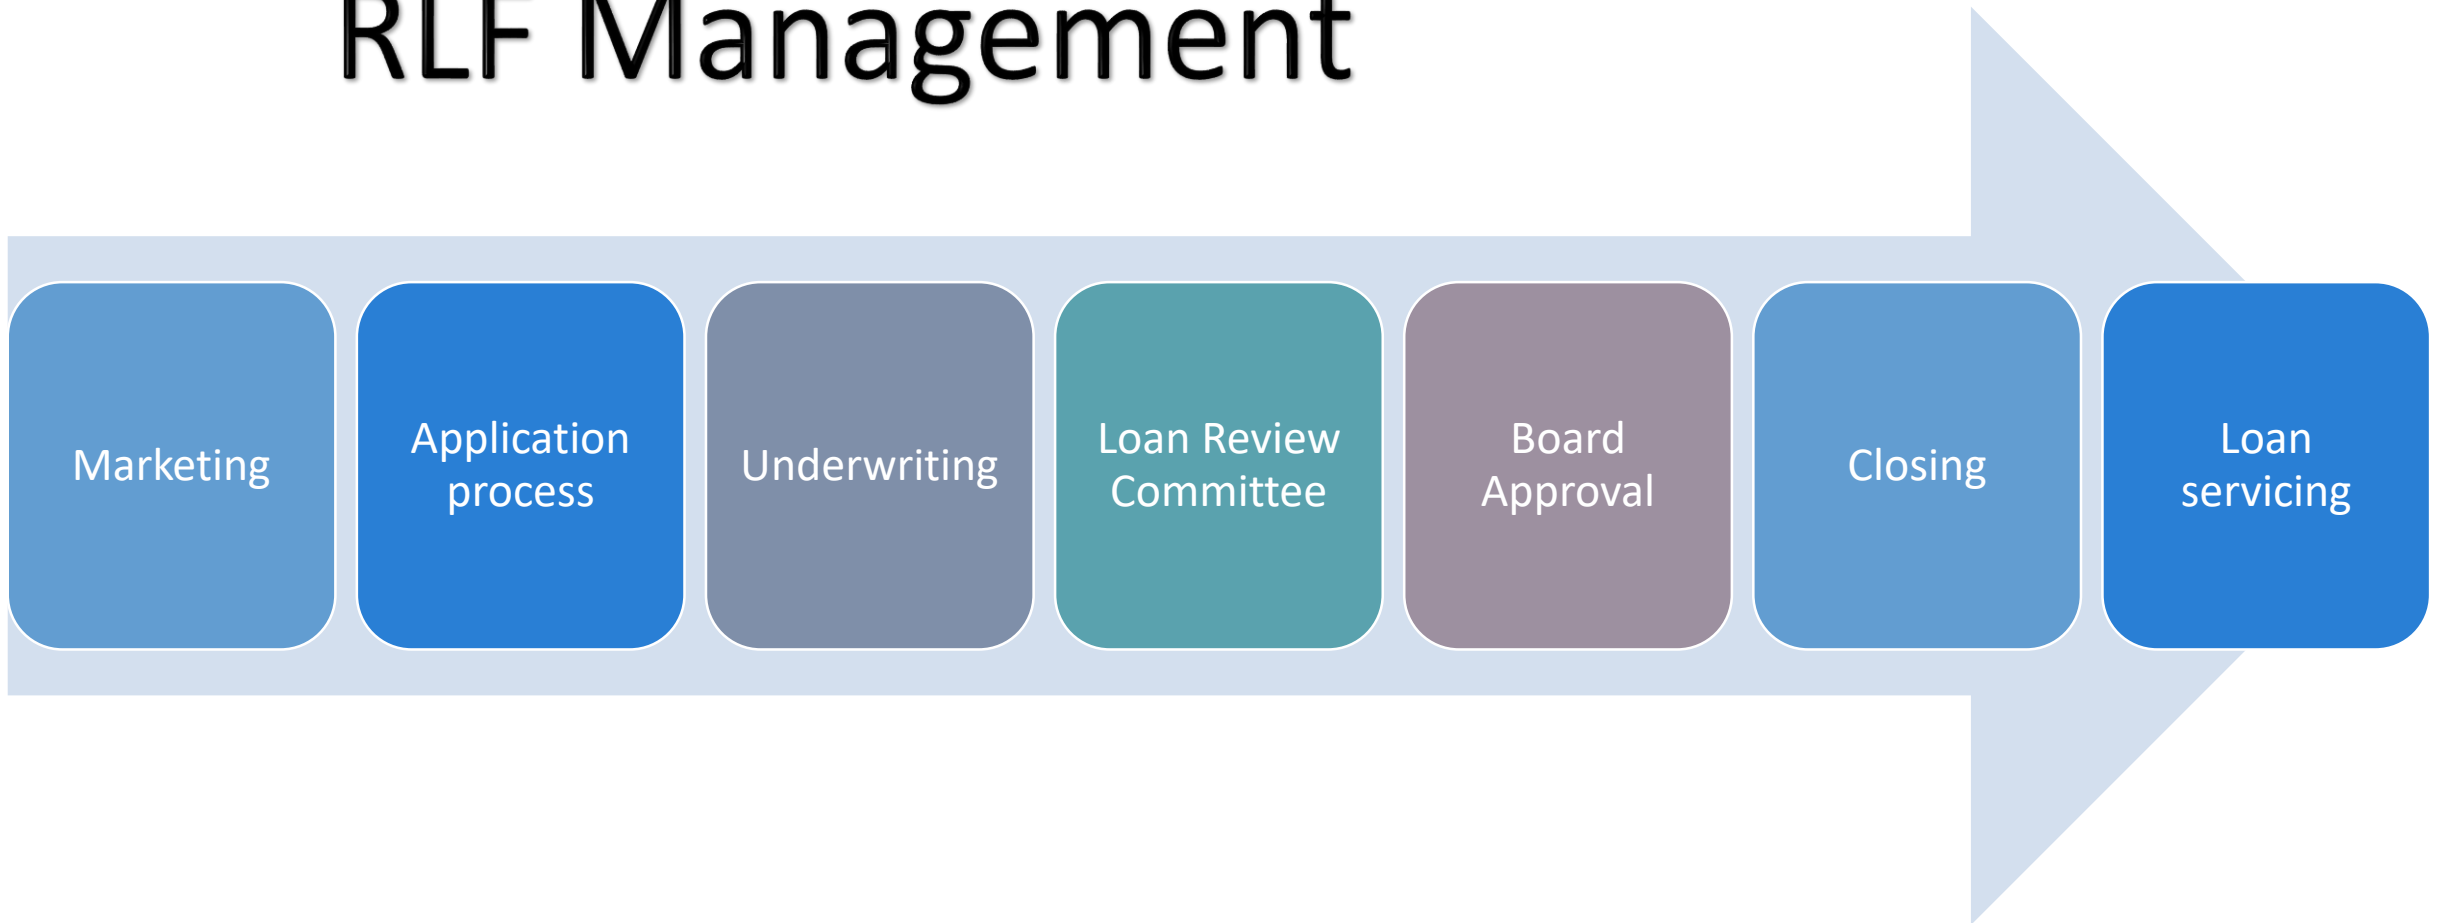 RLF Management
Marketing
Application
process
Underwriting
Loan Review
Committee
Board
Approval
Closing
Loan
servicing